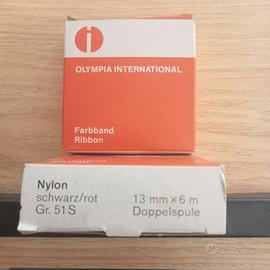 OLYMPIA INTERNATIONAL
Farbband
Ribbon
Nylon
schwarz/rot
Gr. 51 S
13 mm × 6 m
Doppelspule